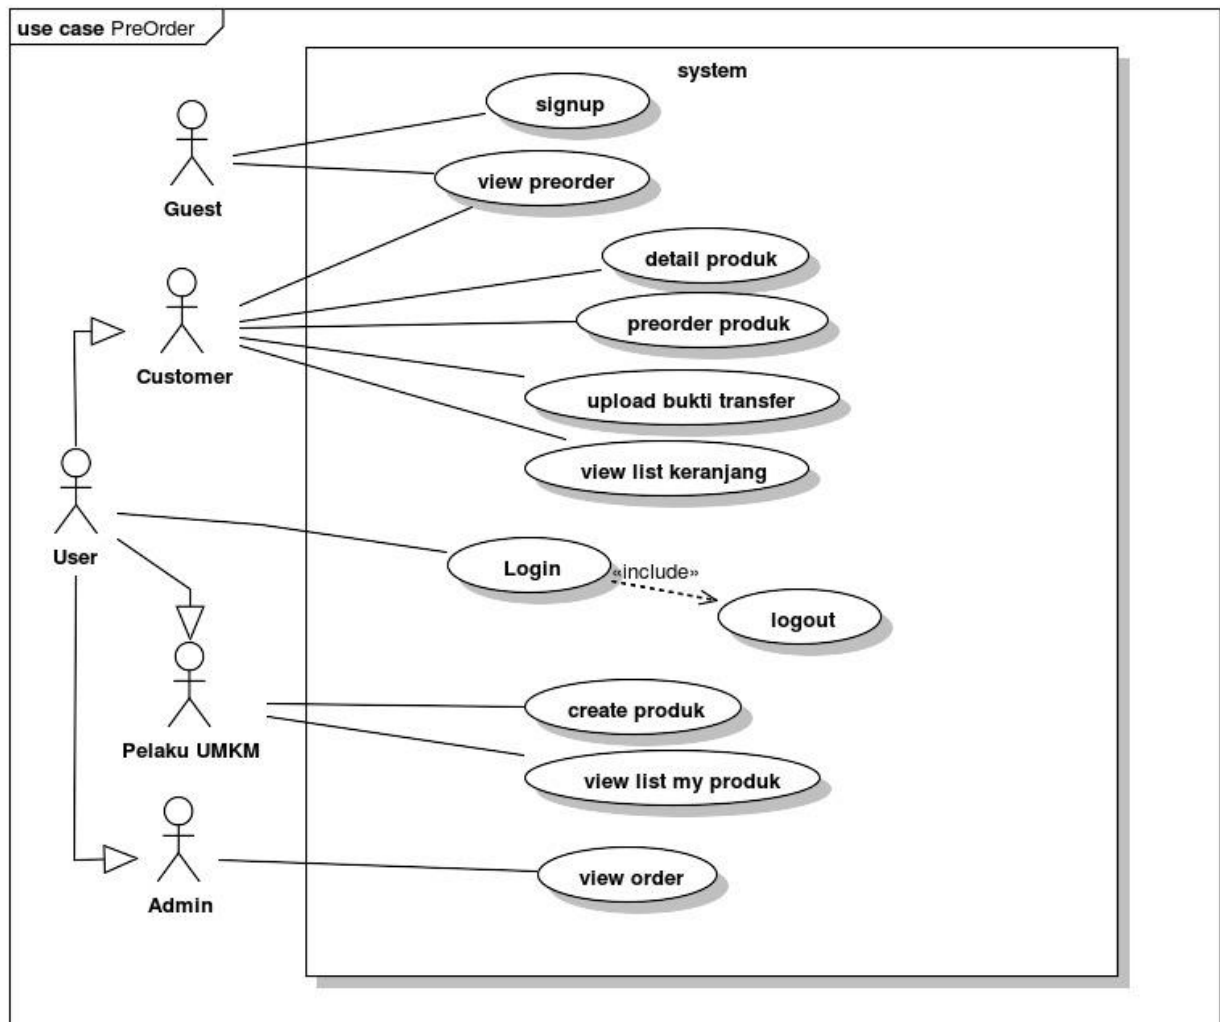 use case PreOrder
system
signup
view preorder
Guest
detail produk
preorder produk
Customer
upload bukti transfer
view list keranjang
User
Login
«include»
logout
create produk
Pelaku UMKM
view list my produk
view order
Admin